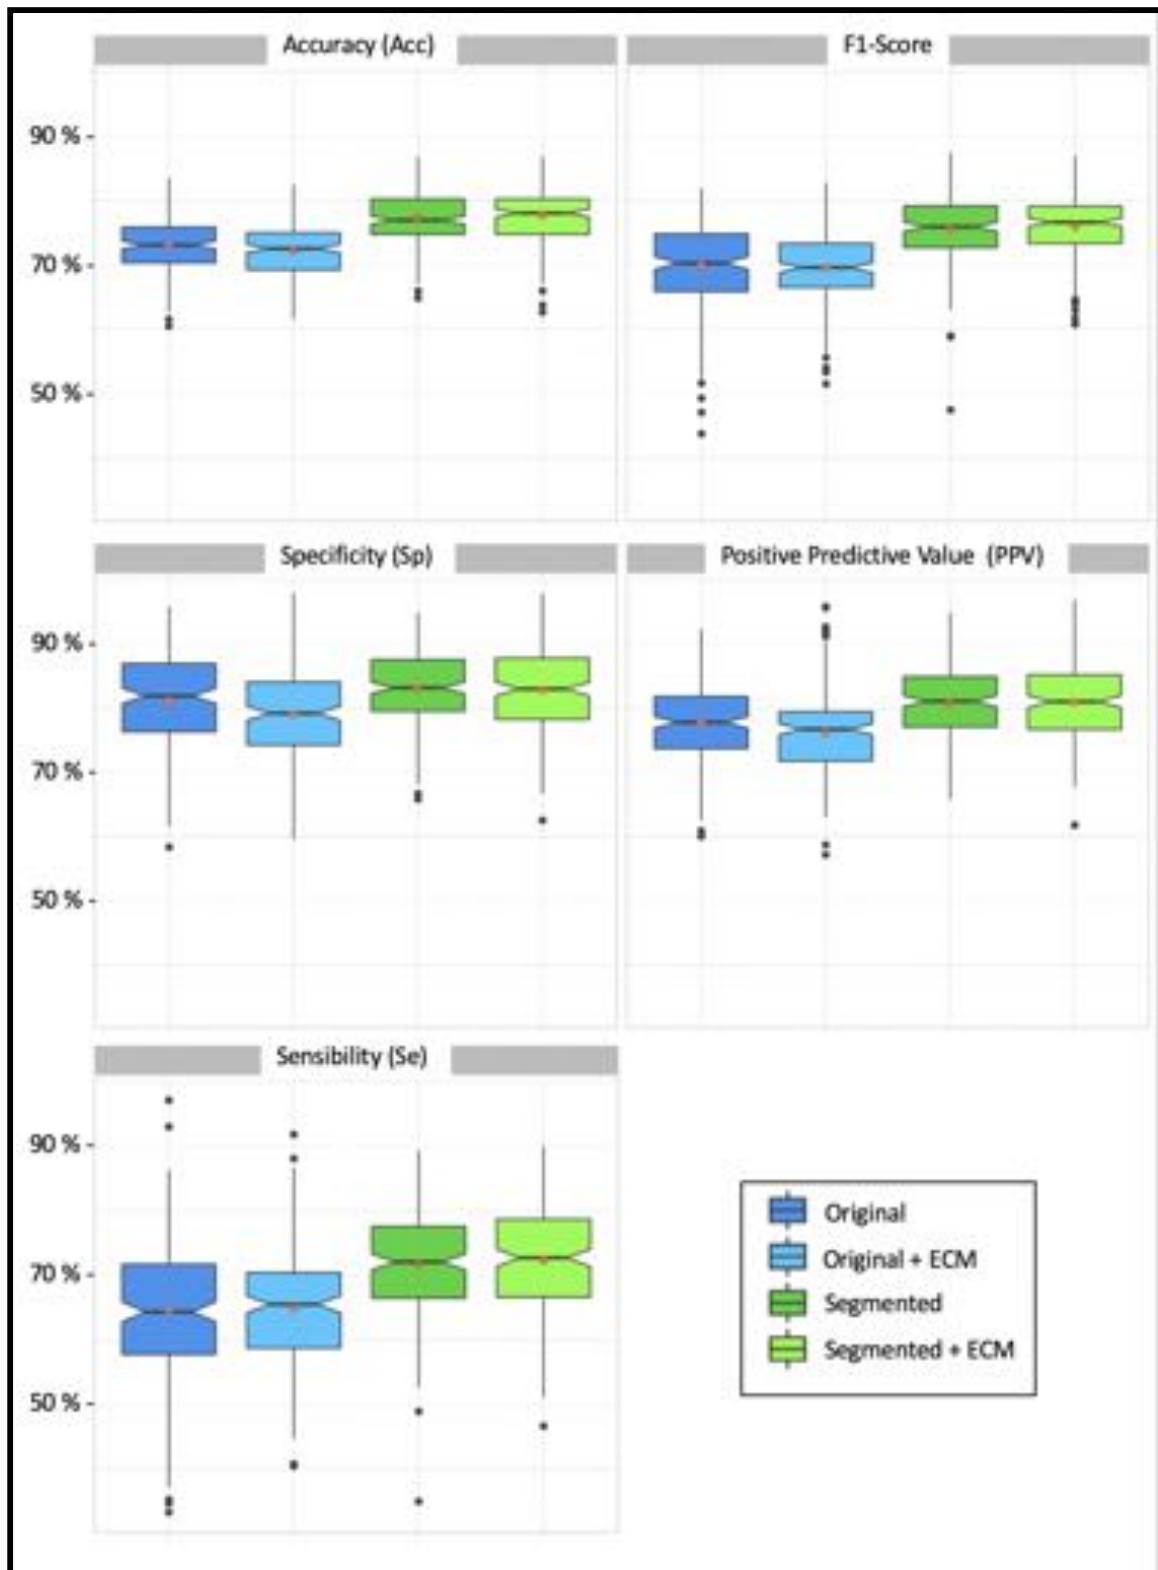 Accuracy (Acc)
F1-Score
90 %
70 %
50 %
Specificity (Sp)
Positive Predictive Value (PPV)
90 %
70 %
50 %
Sensibility (Se)
90 %
70 %
50 %
Original
Original + ECM
Segmented
Segmented + ECM